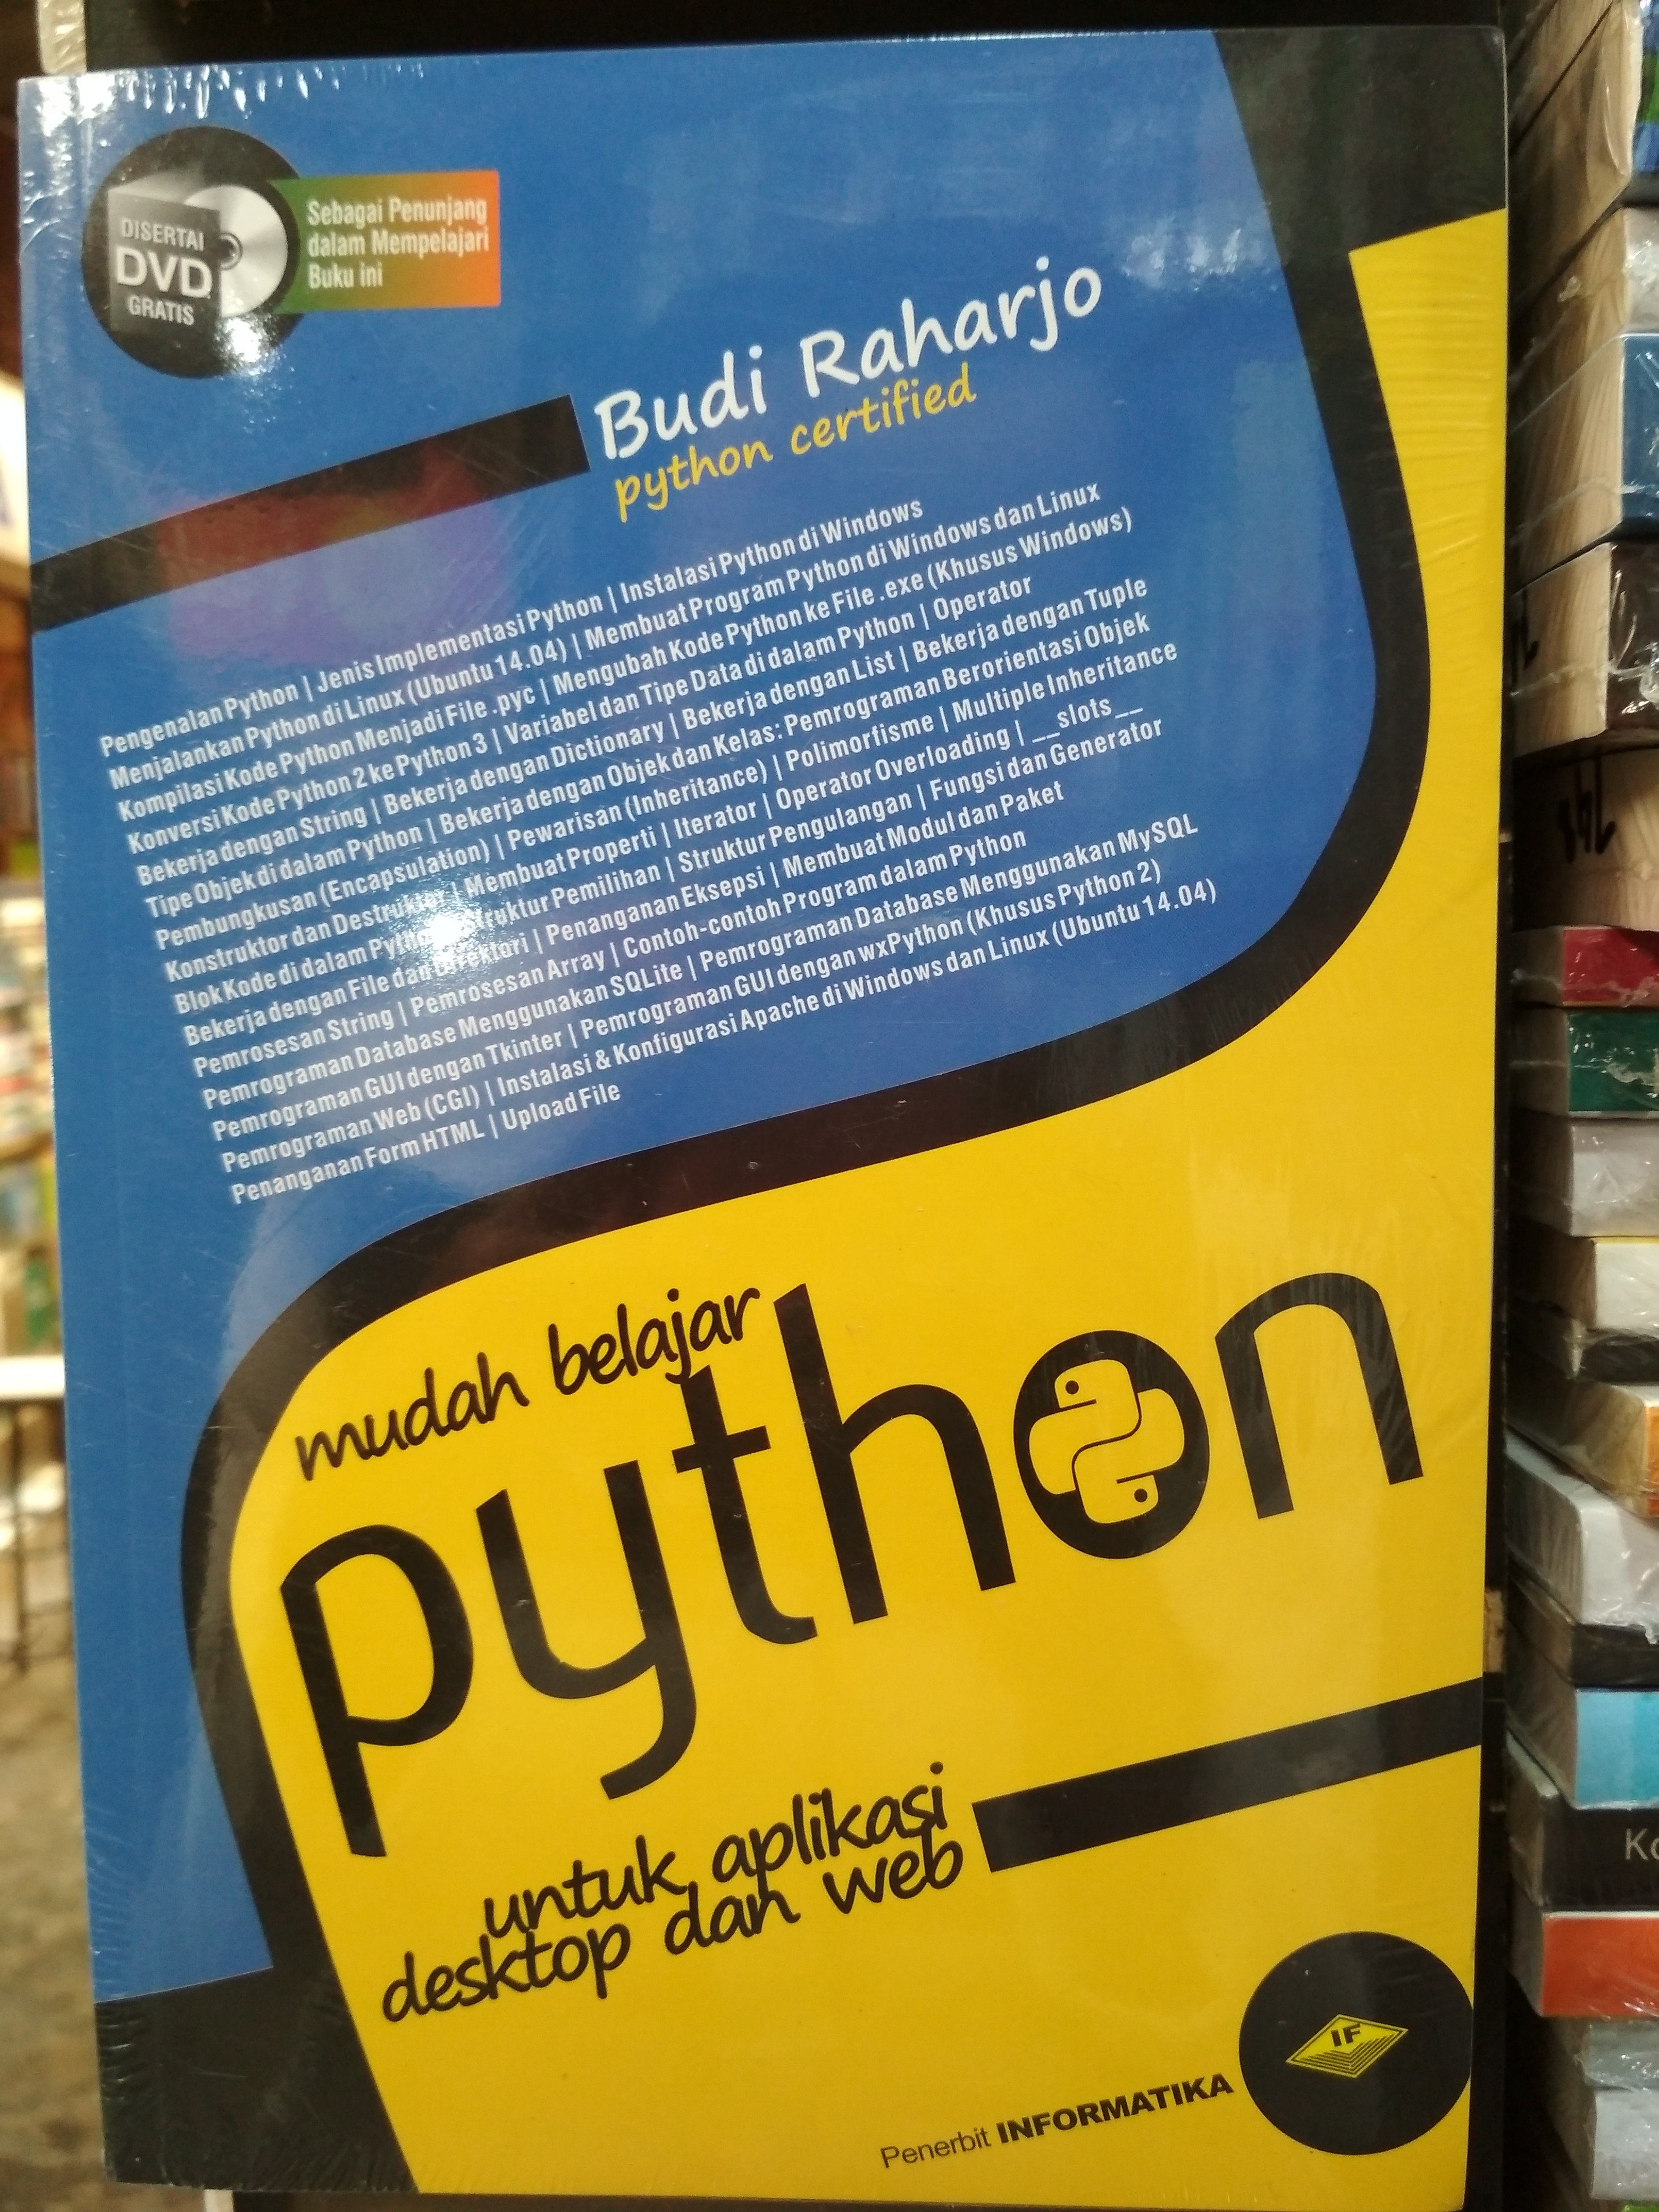 DISERTAI
DVD
GRATIS
Sebagai Penunjang
dalam Mempelajari
Buku ini
Budi Raharjo
python certified
Pengenalan Python | Jenis Implementasi Python | Instalasi Python di Windows
Menjalankan Python di Linux (Ubuntu 14.04) | Membuat Program Python di Windows dan Linux
Kompilasi Kode Python Menjadi File .pyc | Mengubah Kode Python ke File .exe (Khusus Windows)
Konversi Kode Python 2 ke Python 3 | Variabel dan Tipe Data di dalam Python | Operator
Bekerja dengan String | Bekerja dengan Dictionary | Bekerja dengan List | Bekerja dengan Tuple
Tipe Objek di dalam Python | Bekerja dengan Objek dan Kelas: Pemrograman Berorientasi Objek
Pembungkusan (Encapsulation) | Pewarisan (Inheritance) | Polimorfisme | Multiple Inheritance
Konstruktor dan Destruktor | Membuat Properti | Iterator | Operator Overloading | __slots__
Blok Kode di dalam Python | Struktur Pemilihan | Struktur Pengulangan | Fungsi dan Generator
Bekerja dengan File dan Direktori | Penanganan Eksepsi | Membuat Modul dan Paket
Pemrosesan String | Pemrosesan Array | Contoh-contoh Program dalam Python
Pemrograman Database Menggunakan SQLite | Pemrograman Database Menggunakan MySQL
Pemrograman GUI dengan Tkinter | Pemrograman GUI dengan wxPython (Khusus Python 2)
Pemrograman Web (CGI) | Instalasi & Konfigurasi Apache di Windows dan Linux (Ubuntu 14.04)
Penanganan Form HTML | Upload File
mudah belajar
python
untuk aplikasi
desktop dan web
IF
Penerbit INFORMATIKA